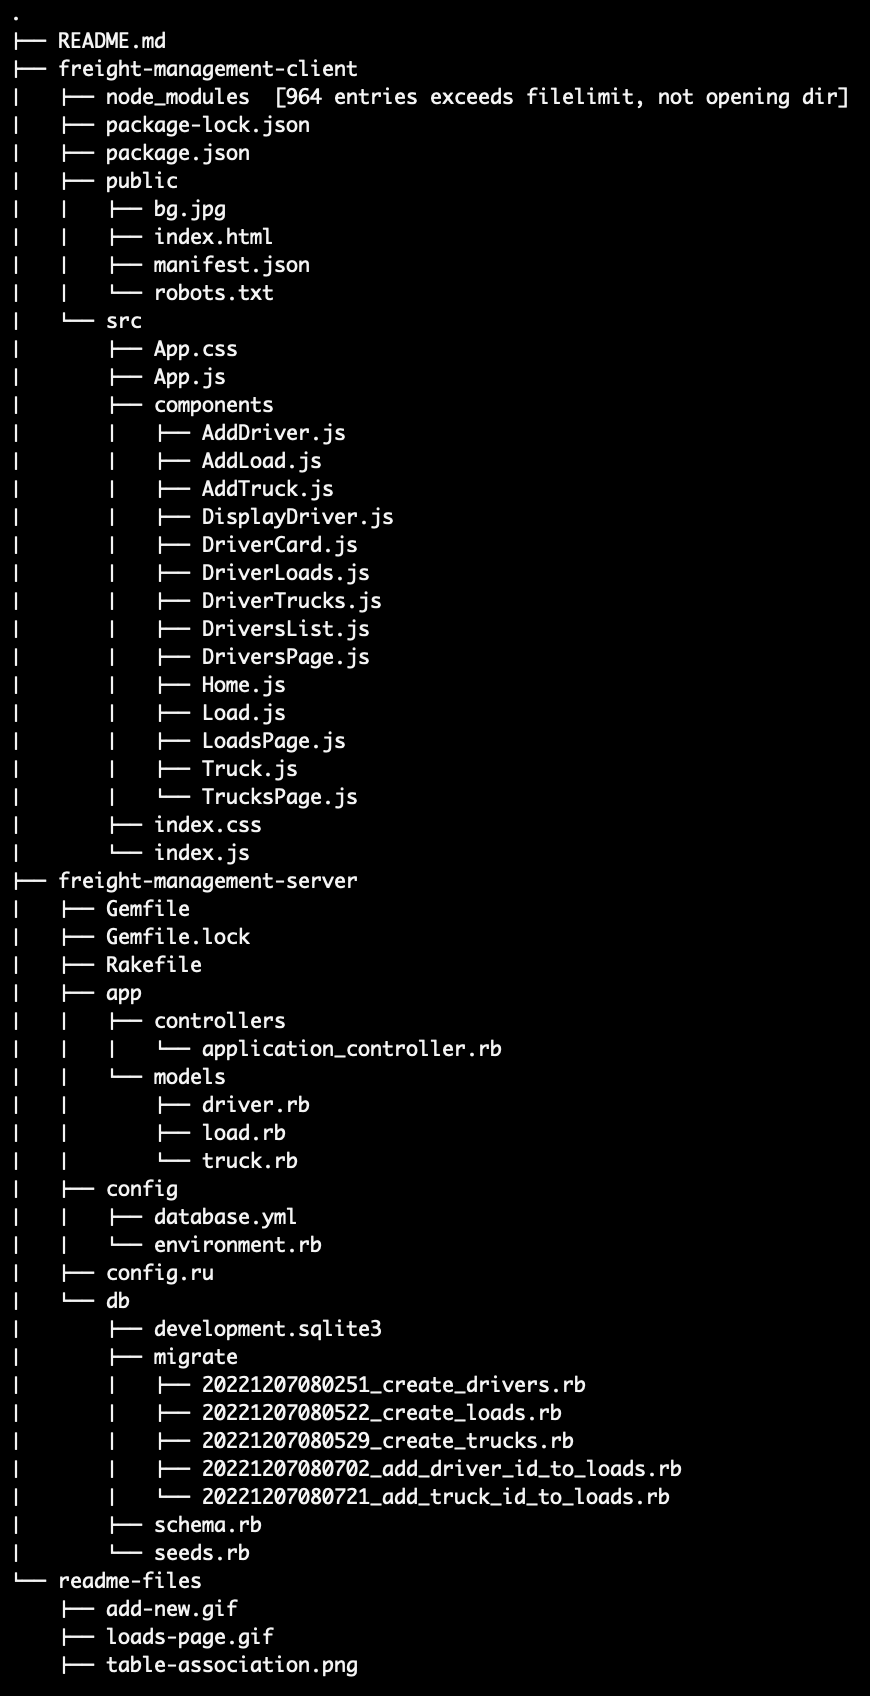 .
├── README.md
├── freight-management-client
│   ├── node_modules  [964 entries exceeds filelimit, not opening dir]
│   ├── package-lock.json
│   ├── package.json
│   ├── public
│   │   ├── bg.jpg
│   │   ├── index.html
│   │   ├── manifest.json
│   │   └── robots.txt
│   └── src
│       ├── App.css
│       ├── App.js
│       ├── components
│       │   ├── AddDriver.js
│       │   ├── AddLoad.js
│       │   ├── AddTruck.js
│       │   ├── DisplayDriver.js
│       │   ├── DriverCard.js
│       │   ├── DriverLoads.js
│       │   ├── DriverTrucks.js
│       │   ├── DriversList.js
│       │   ├── DriversPage.js
│       │   ├── Home.js
│       │   ├── Load.js
│       │   ├── LoadsPage.js
│       │   ├── Truck.js
│       │   └── TrucksPage.js
│       ├── index.css
│       └── index.js
├── freight-management-server
│   ├── Gemfile
│   ├── Gemfile.lock
│   ├── Rakefile
│   ├── app
│   │   ├── controllers
│   │   │   └── application_controller.rb
│   │   └── models
│   │       ├── driver.rb
│   │       ├── load.rb
│   │       └── truck.rb
│   ├── config
│   │   ├── database.yml
│   │   └── environment.rb
│   ├── config.ru
│   └── db
│       ├── development.sqlite3
│       ├── migrate
│       │   ├── 20221207080251_create_drivers.rb
│       │   ├── 20221207080522_create_loads.rb
│       │   ├── 20221207080529_create_trucks.rb
│       │   ├── 20221207080702_add_driver_id_to_loads.rb
│       │   └── 20221207080721_add_truck_id_to_loads.rb
│       ├── schema.rb
│       └── seeds.rb
└── readme-files
    ├── add-new.gif
    ├── loads-page.gif
    ├── table-association.png